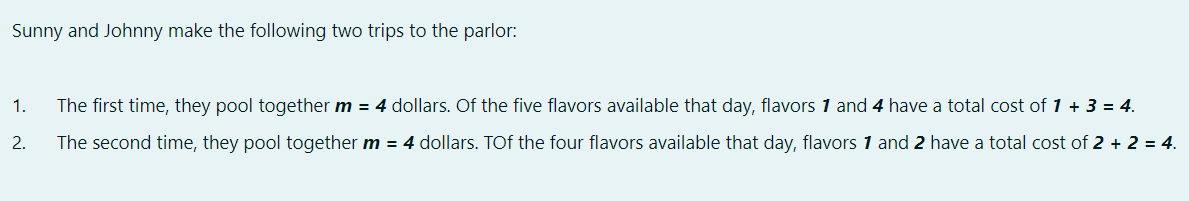 Sunny and Johnny make the following two trips to the parlor:
1. The first time, they pool together m = 4 dollars. Of the five flavors available that day, flavors 1 and 4 have a total cost of 1 + 3 = 4.
2. The second time, they pool together m = 4 dollars. TOf the four flavors available that day, flavors 1 and 2 have a total cost of 2 + 2 = 4.